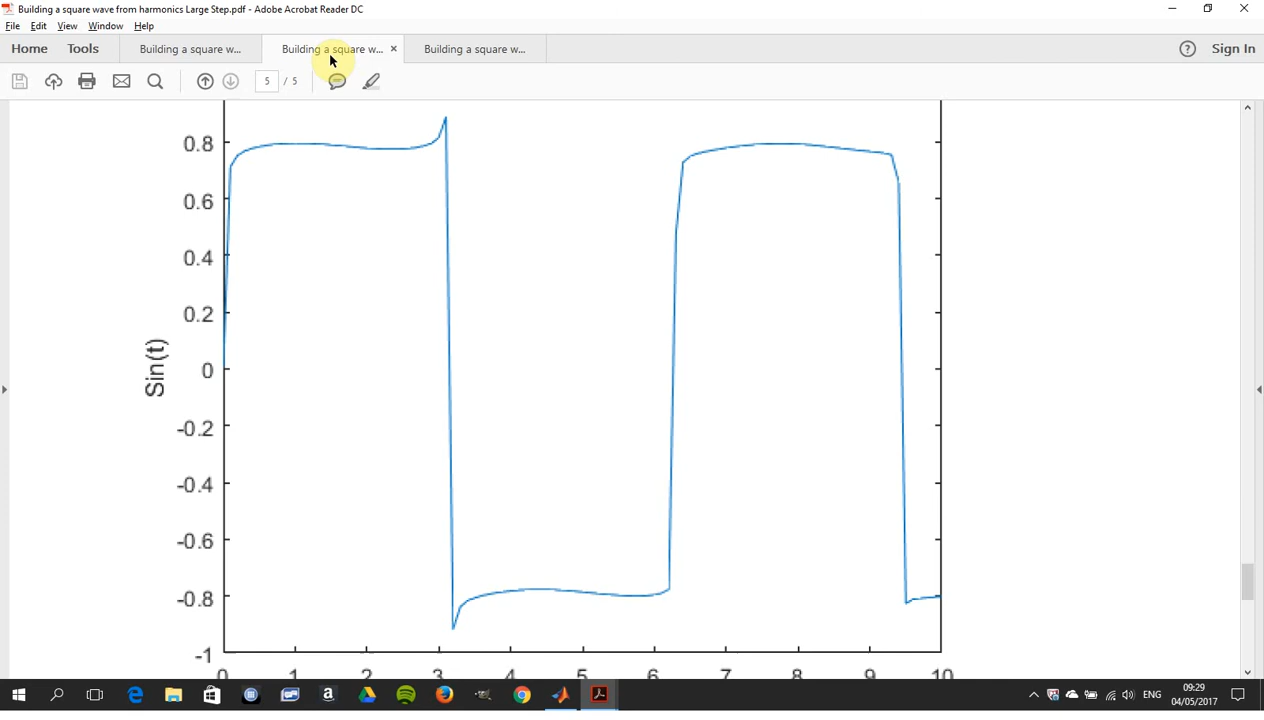 Building a square wave from harmonics Large Step.pdf - Adobe Acrobat Reader DC
File Edit View Window Help
Home Tools Building a square w... Building a square w... × Building a square w... ? Sign In
5 / 5
0.8
0.6
0.4
0.2
0
-0.2
-0.4
-0.6
-0.8
-1
Sin(t)
0 1 2 3 4 5 6 7 8 9 10
ENG 09:29
04/05/2017